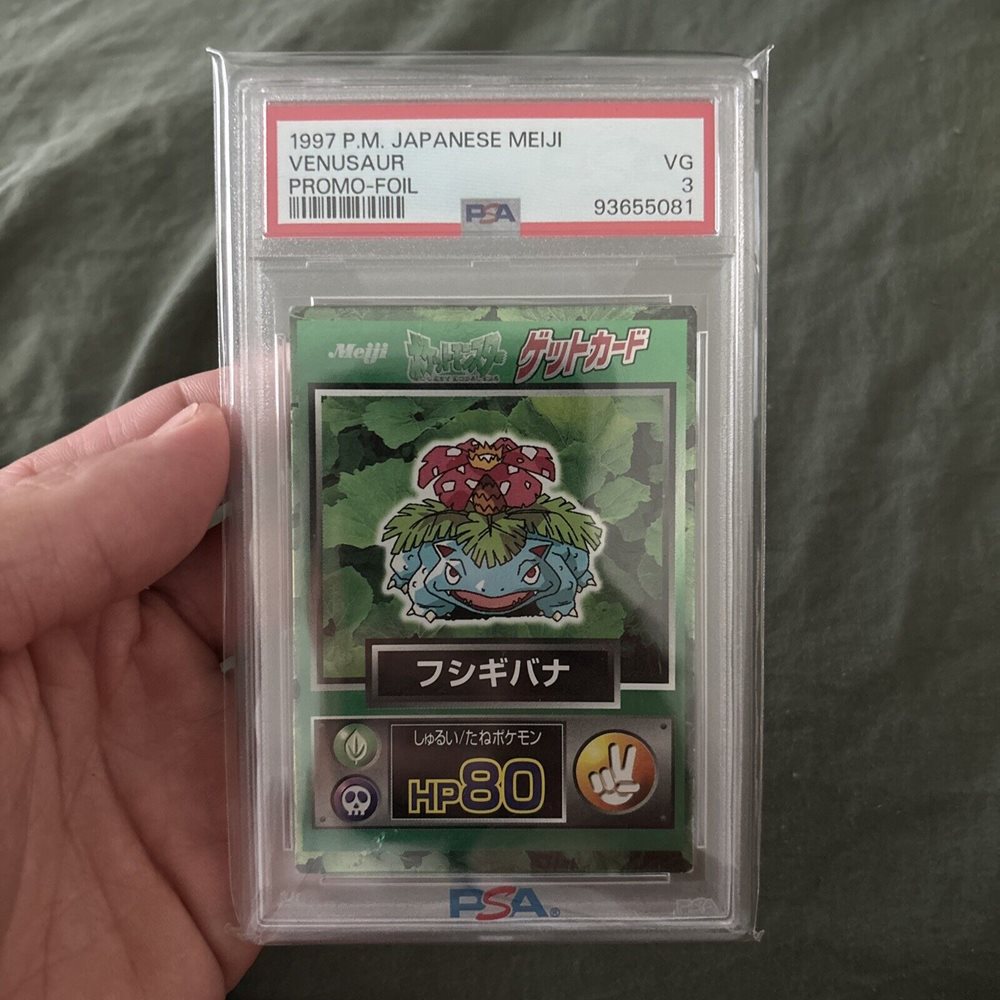 1997 P.M. JAPANESE MEIJI
VENUSAUR VG
PROMO-FOIL 3
PSA 93655081
Meiji ポケットモンスター ゲットカード
フシギバナ
しゅるい/たねポケモン
HP80
PSA®